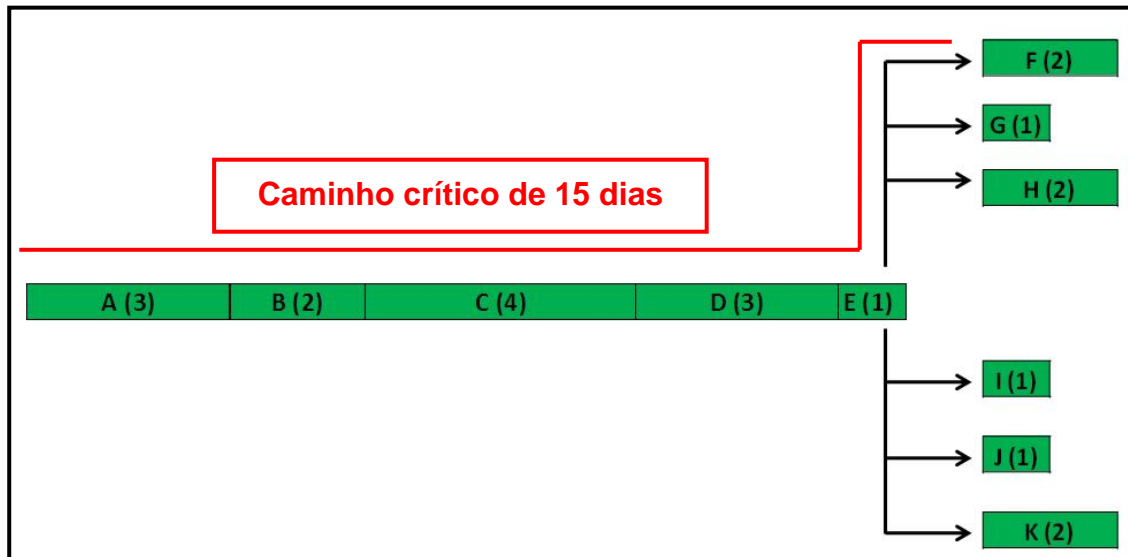 F (2)
G (1)
H (2)
Caminho crítico de 15 dias
A (3) B (2) C (4) D (3) E (1)
I (1)
J (1)
K (2)